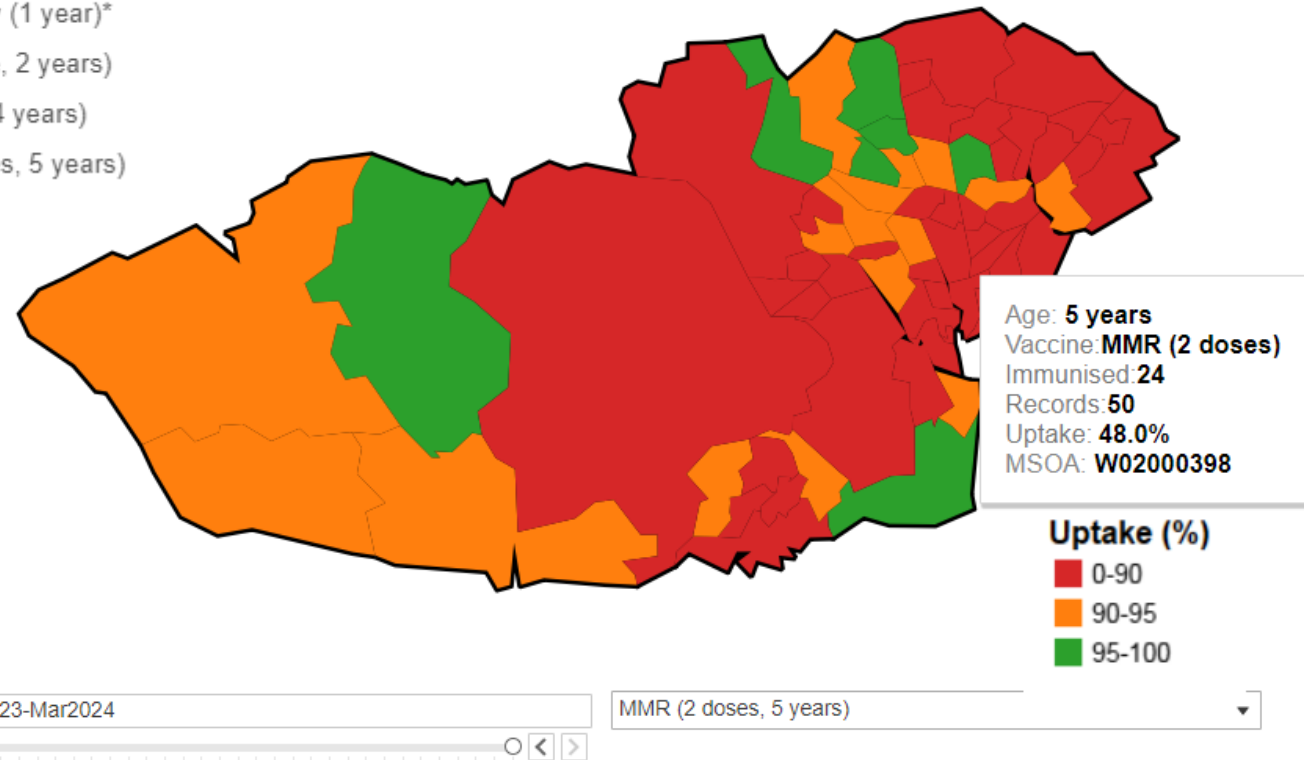 (1 year)*
, 2 years)
years)
s, 5 years)
Age: 5 years
Vaccine:MMR (2 doses)
Immunised:24
Records:50
Uptake: 48.0%
MSOA: W02000398
Uptake (%)
0-90
90-95
95-100
23-Mar2024
MMR (2 doses, 5 years)